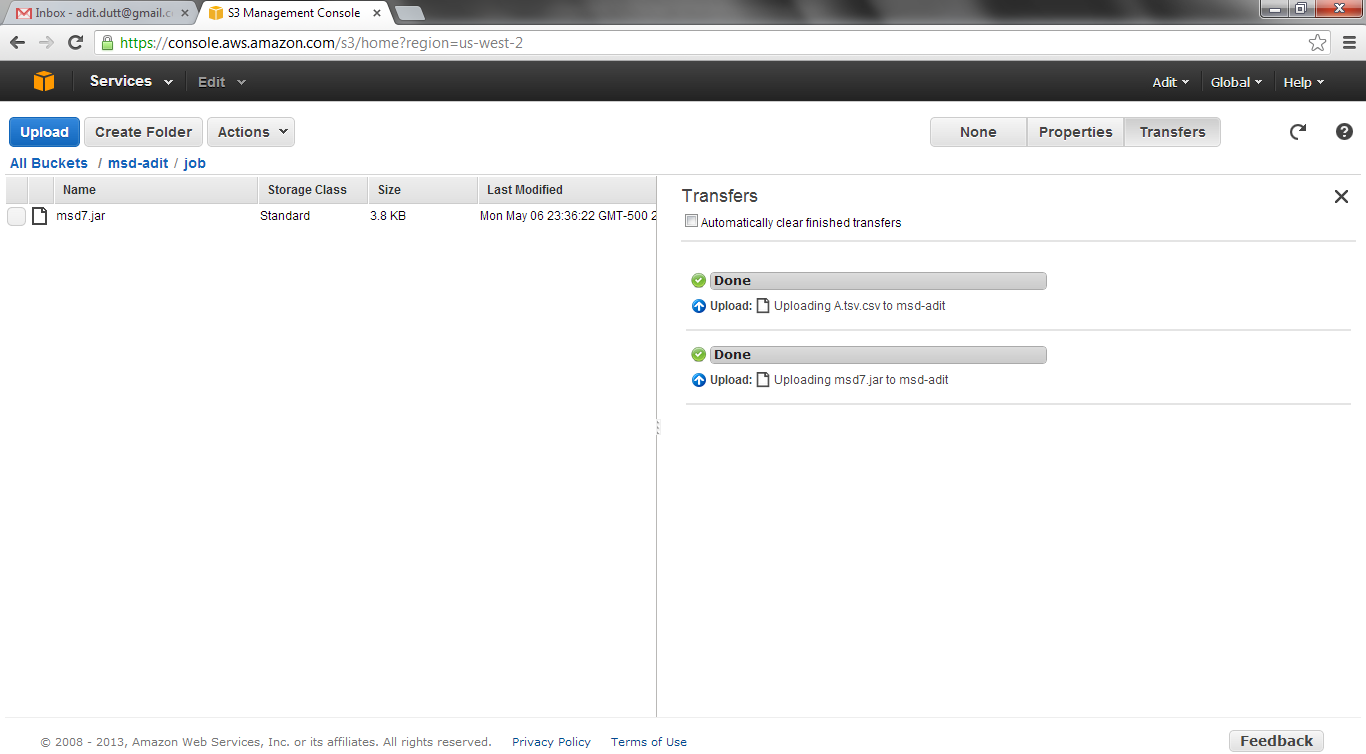 Inbox - adit.dutt@gmail.c
S3 Management Console
https://console.aws.amazon.com/s3/home?region=us-west-2
Services Edit Adit Global Help
Upload Create Folder Actions None Properties Transfers
All Buckets / msd-adit / job
Name Storage Class Size Last Modified
msd7.jar Standard 3.8 KB Mon May 06 23:36:22 GMT-500 2
Transfers
Automatically clear finished transfers
Done
Upload: Uploading A.tsv.csv to msd-adit
Done
Upload: Uploading msd7.jar to msd-adit
© 2008 - 2013, Amazon Web Services, Inc. or its affiliates. All rights reserved. Privacy Policy Terms of Use
Feedback